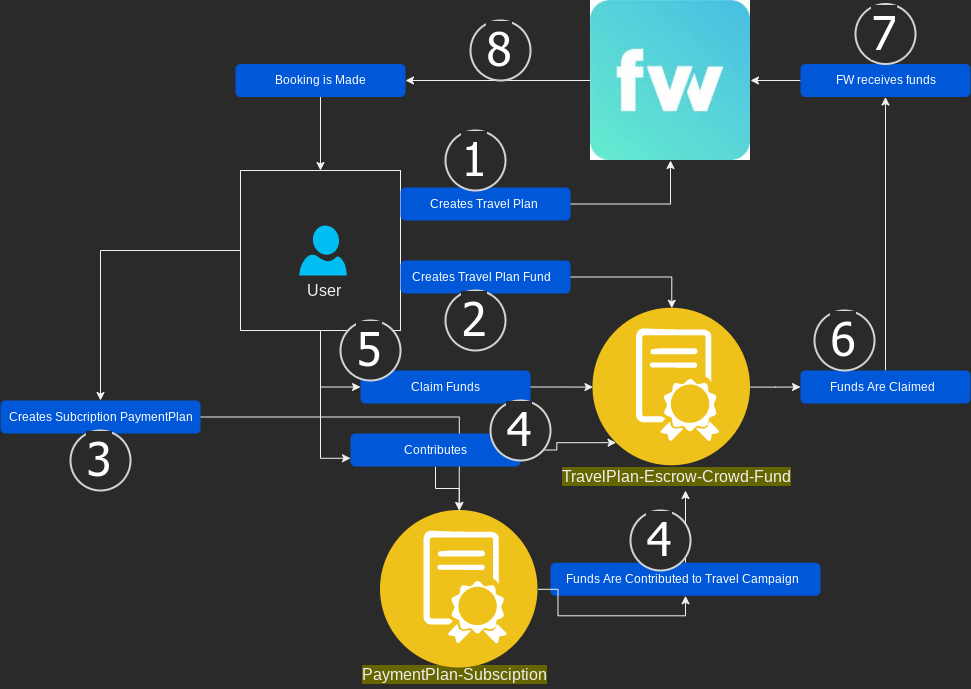 7
8
fw
Booking is Made
FW receives funds
1
Creates Travel Plan
Creates Travel Plan Fund
User
2
5
6
Claim Funds
Funds Are Claimed
Creates Subcription PaymentPlan
4
Contributes
3
TravelPlan-Escrow-Crowd-Fund
4
Funds Are Contributed to Travel Campaign
PaymentPlan-Subsciption